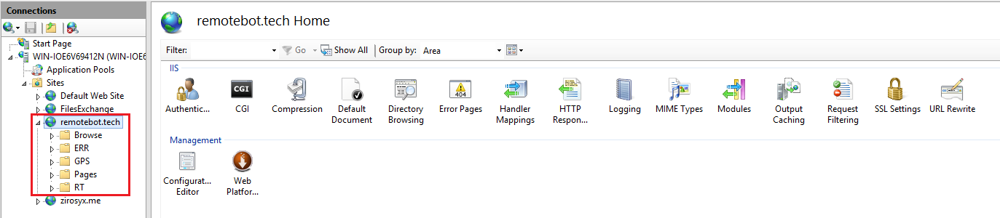 Connections
Start Page
WIN-IOE6V69412N (WIN-IOE6
Application Pools
Sites
Default Web Site
FilesExchange
remotebot.tech
Browse
ERR
GPS
Pages
RT
zirosyx.me
remotebot.tech Home
Filter: Go Show All Group by: Area
IIS
CGI 404
Authentic... CGI Compression Default Document Directory Browsing Error Pages Handler Mappings HTTP Respon... Logging MIME Types Modules Output Caching Request Filtering SSL Settings URL Rewrite
Management
Configurat... Editor Web Platfor...